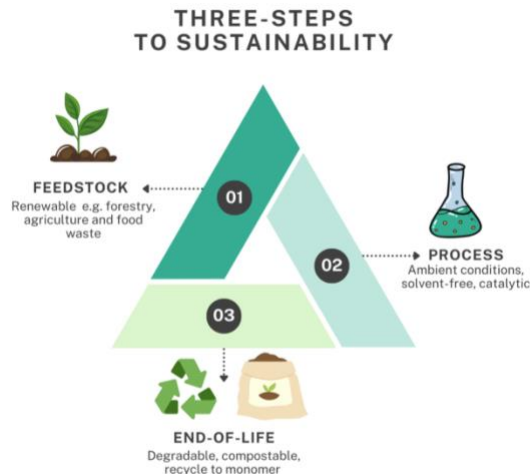 THREE-STEPS
TO SUSTAINABILITY
01
FEEDSTOCK
Renewable e.g. forestry,
agriculture and food
waste
02
PROCESS
Ambient conditions,
solvent-free, catalytic
03
END-OF-LIFE
Degradable, compostable,
recycle to monomer